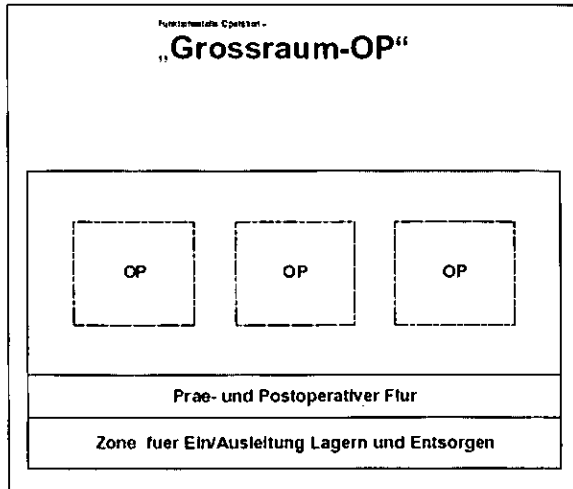 „Grossraum-OP“
OP OP OP
Prae- und Postoperativer Flur
Zone fuer Ein/Ausleitung Lagern und Entsorgen